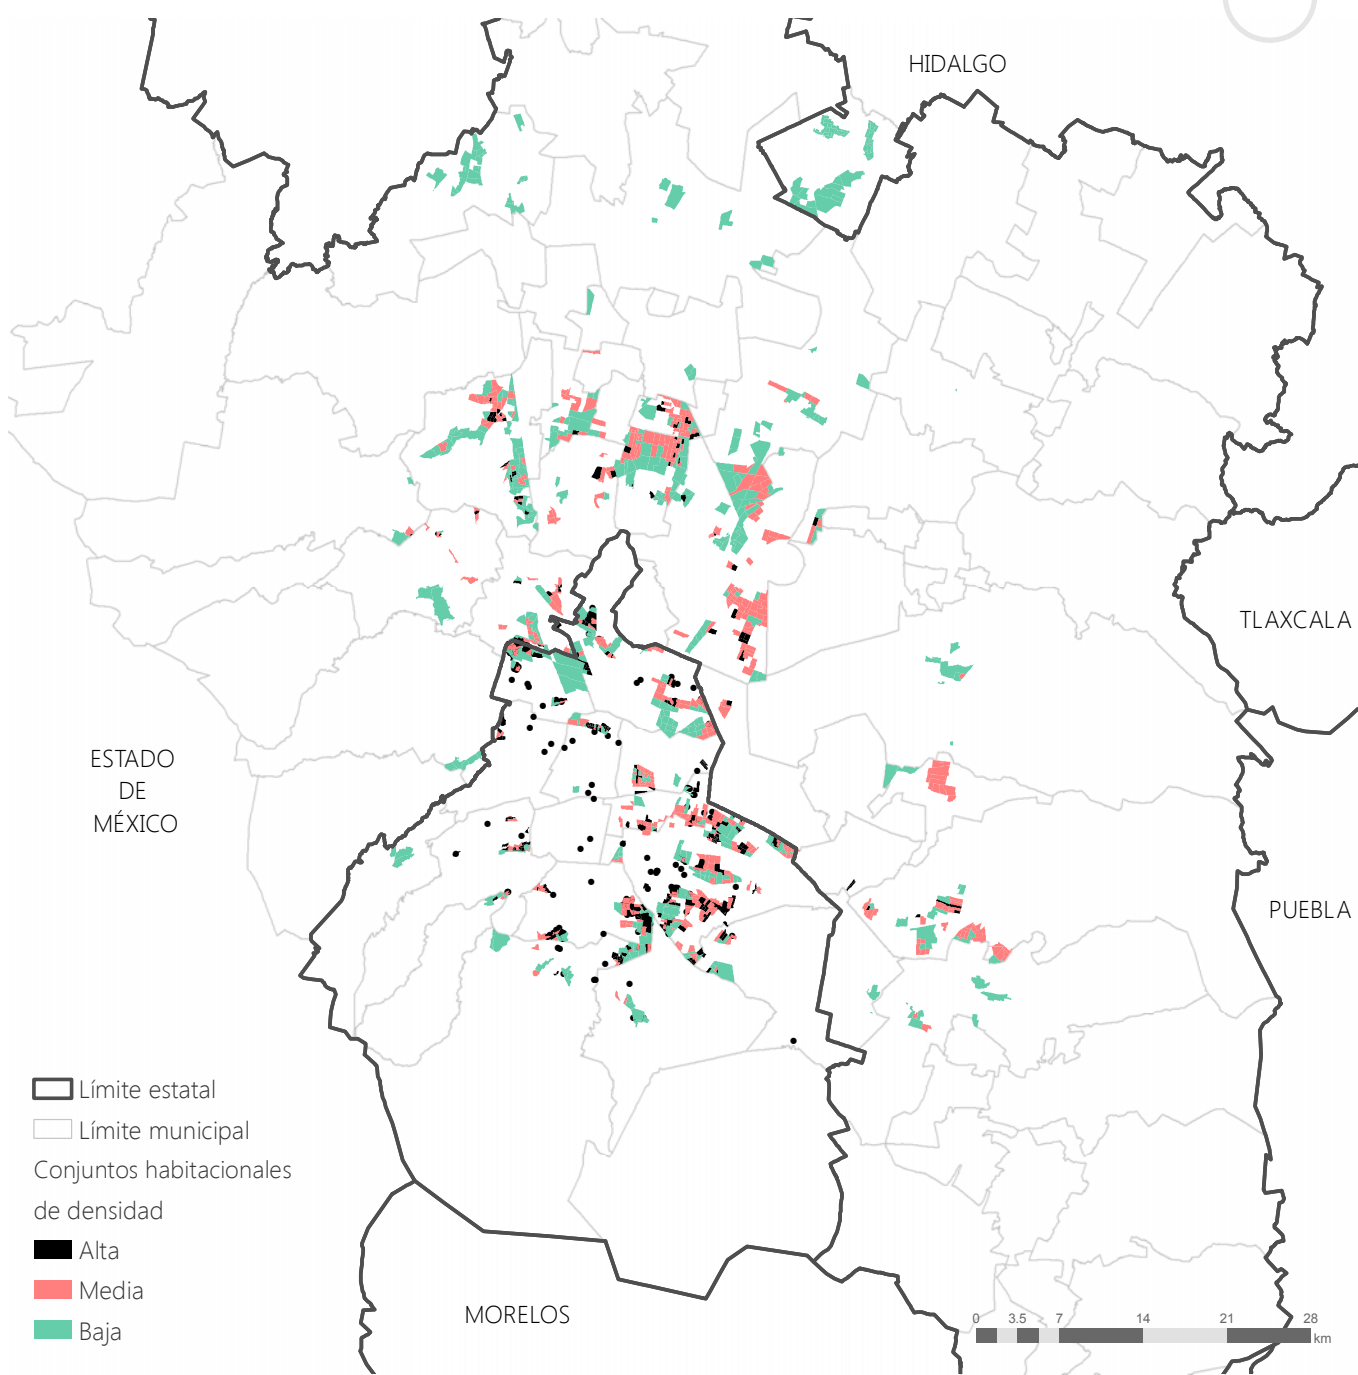 HIDALGO
TLAXCALA
ESTADO
DE
MÉXICO
PUEBLA
Límite estatal
Límite municipal
Conjuntos habitacionales
de densidad
Alta
Media
Baja
MORELOS
0 3.5 7 14 21 28
km